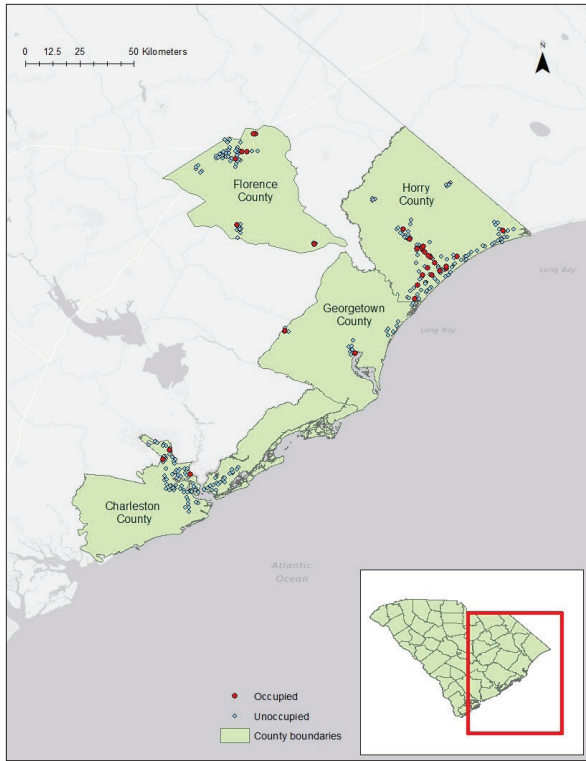 N
0 12.5 25 50 Kilometers
Florence
County
Horry
County
Long Bay
Georgetown
County
Long Bay
Charleston
County
Atlantic
Ocean
Occupied
Unoccupied
County boundaries